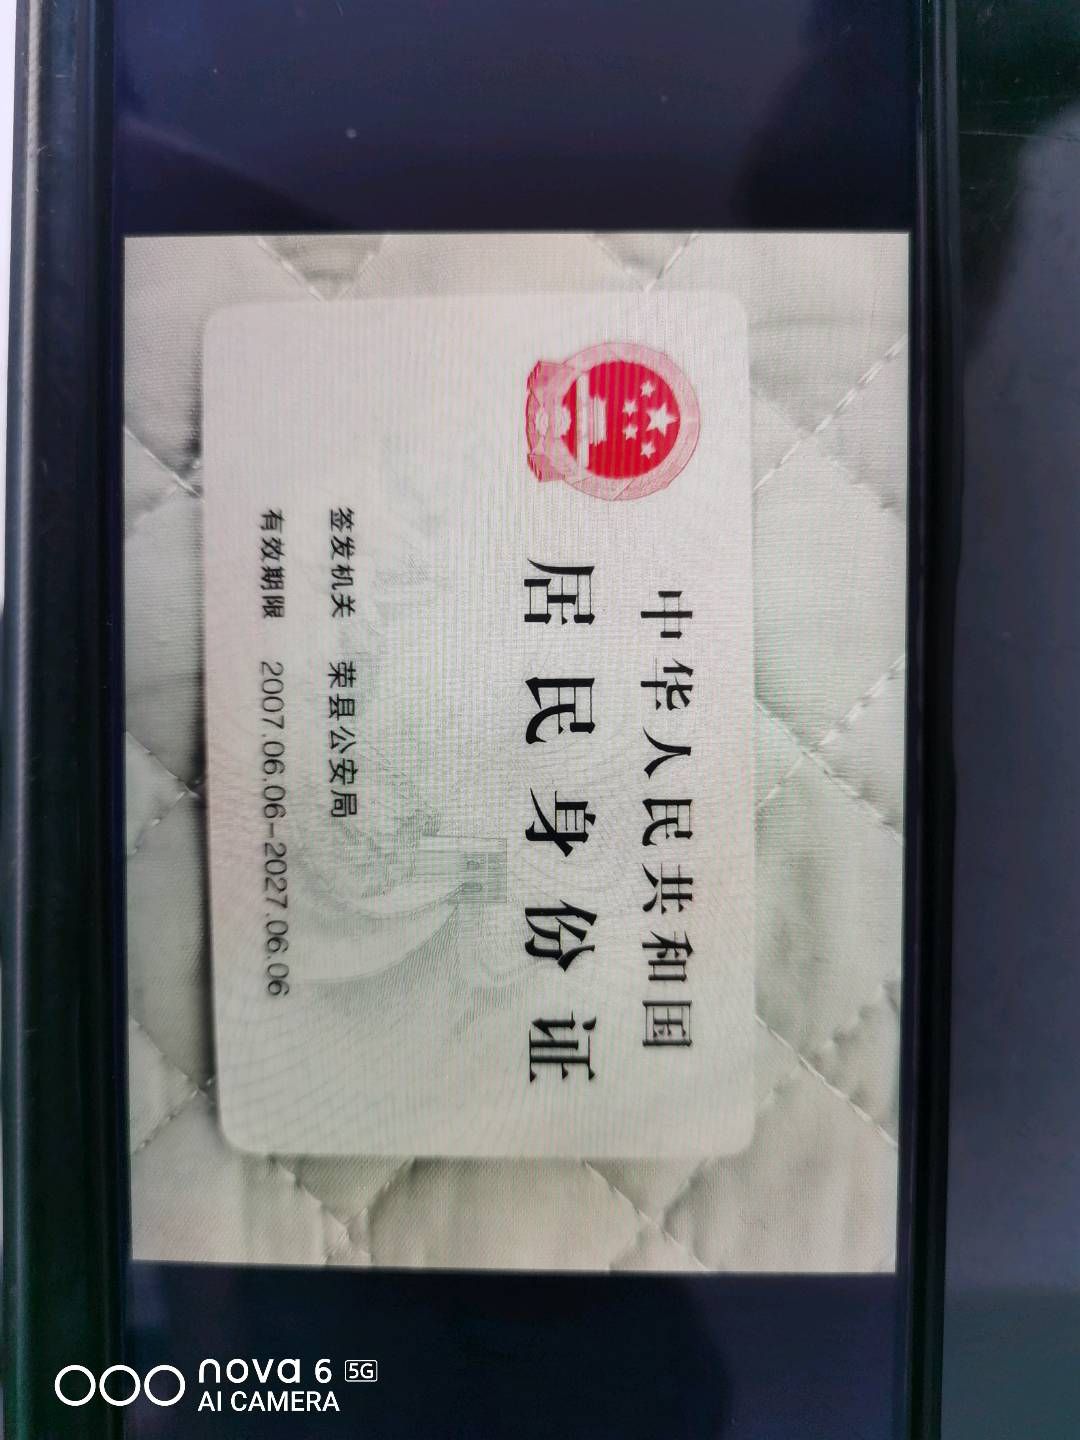 中华人民共和国
居民身份证
签发机关 荣县公安局
有效期限 2007.06.06-2027.06.06
nova 6 5G
AI CAMERA